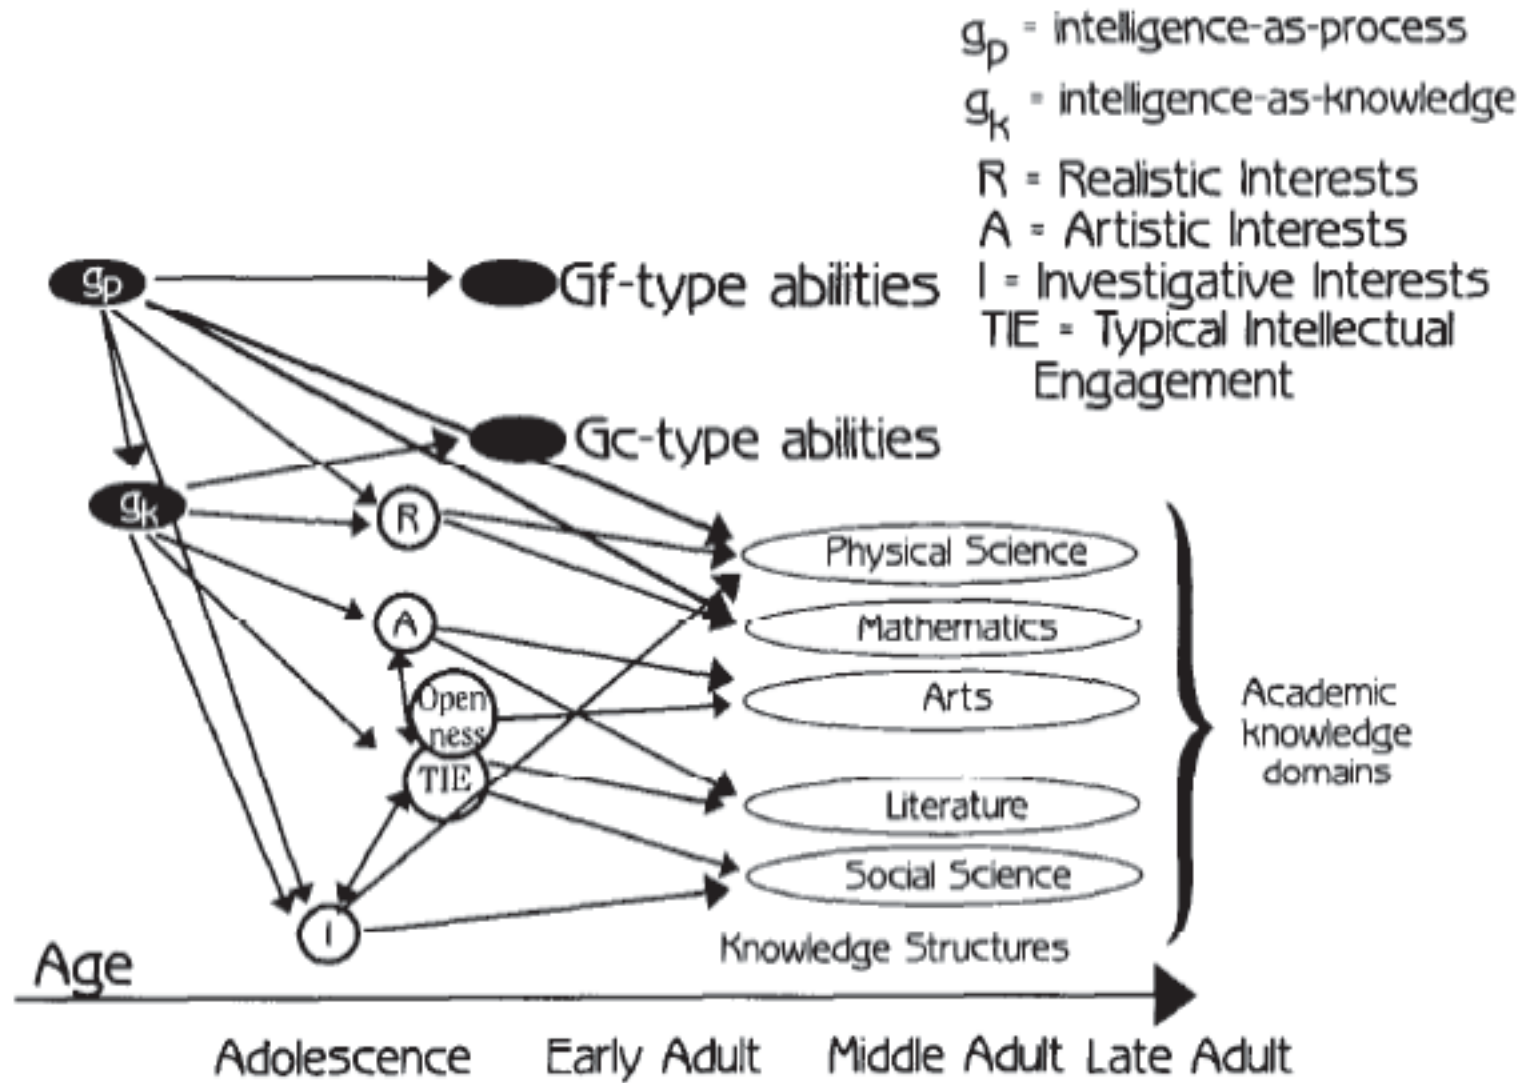 gp = intelligence-as-process
gk = intelligence-as-knowledge
R = Realistic Interests
A = Artistic Interests
I = Investigative Interests
TIE = Typical Intellectual
Engagement
gp
Gf-type abilities
Gc-type abilities
gk
R
A
Open
ness
TIE
I
Physical Science
Mathematics
Arts
Literature
Social Science
Academic
knowledge
domains
Knowledge Structures
Age
Adolescence Early Adult Middle Adult Late Adult